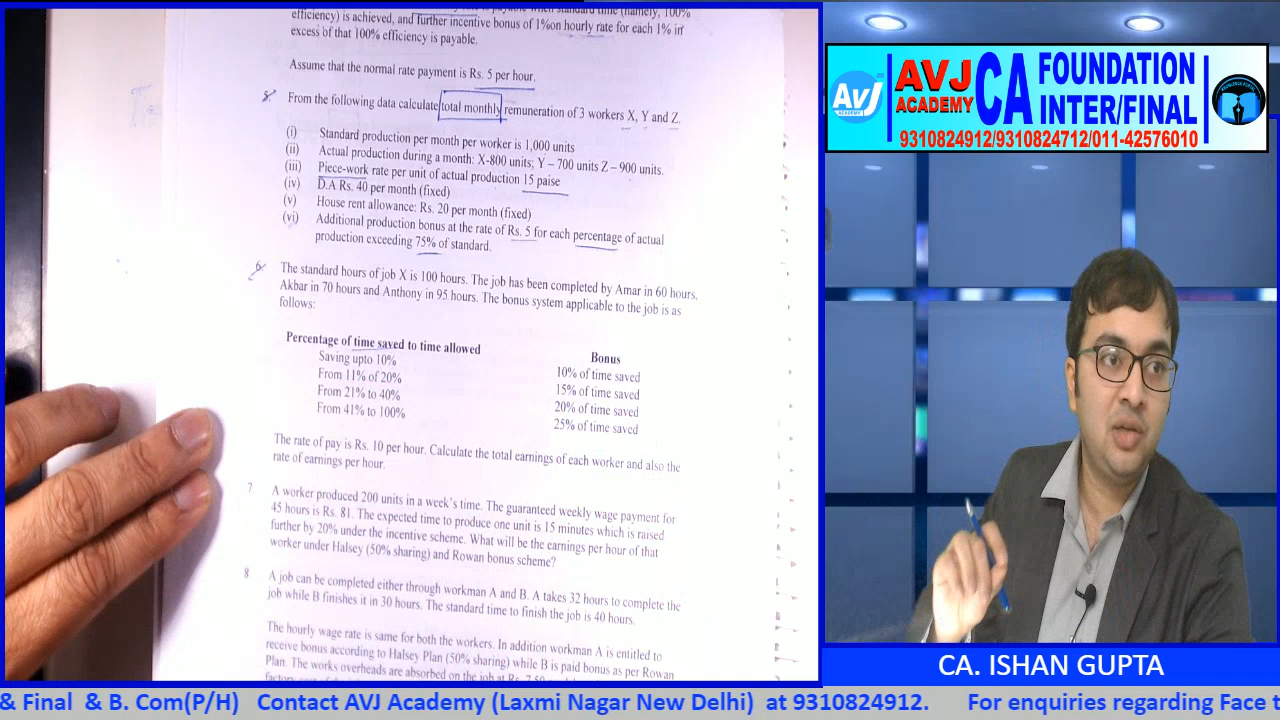 efficiency) is achieved, and further incentive bonus of 1%on hourly rate for each 1% in
excess of that 100% efficiency is payable.
Assume that the normal rate payment is Rs. 5 per hour.
5. From the following data calculate total monthly remuneration of 3 workers X, Y and Z.
(i) Standard production per month per worker is 1,000 units
(ii) Actual production during a month: X-800 units; Y – 700 units Z – 900 units.
(iii) Piece-work rate per unit of actual production 15 paise
(iv) D.A Rs. 40 per month (fixed)
(v) House rent allowance: Rs. 20 per month (fixed)
(vi) Additional production bonus at the rate of Rs. 5 for each percentage of actual
production exceeding 75% of standard.
6. The standard hours of job X is 100 hours. The job has been completed by Amar in 60 hours,
Akbar in 70 hours and Anthony in 95 hours. The bonus system applicable to the job is as
follows:
Percentage of time saved to time allowed Bonus
Saving upto 10% 10% of time saved
From 11% of 20% 15% of time saved
From 21% to 40% 20% of time saved
From 41% to 100% 25% of time saved
The rate of pay is Rs. 10 per hour. Calculate the total earnings of each worker and also the
rate of earnings per hour.
7. A worker produced 200 units in a week's time. The guaranteed weekly wage payment for
45 hours is Rs. 81. The expected time to produce one unit is 15 minutes which is raised
further by 20% under the incentive scheme. What will be the earnings per hour of that
worker under Halsey (50% sharing) and Rowan bonus scheme?
8 A job can be completed either through workman A and B. A takes 32 hours to complete the
job while B finishes it in 30 hours. The standard time to finish the job is 40 hours.
The hourly wage rate is same for both the workers. In addition workman A is entitled to
receive bonus according to Halsey Plan (50% sharing) while B is paid bonus as per Rowan
Plan. The works overheads are absorbed on the job at Rs. 7.50
AVJ
ACADEMY
AVJ
ACADEMY
CA
FOUNDATION
INTER/FINAL
9310824912/9310824712/011-42576010
CA. ISHAN GUPTA
& Final & B. Com(P/H) Contact AVJ Academy (Laxmi Nagar New Delhi) at 9310824912. For enquiries regarding Face t